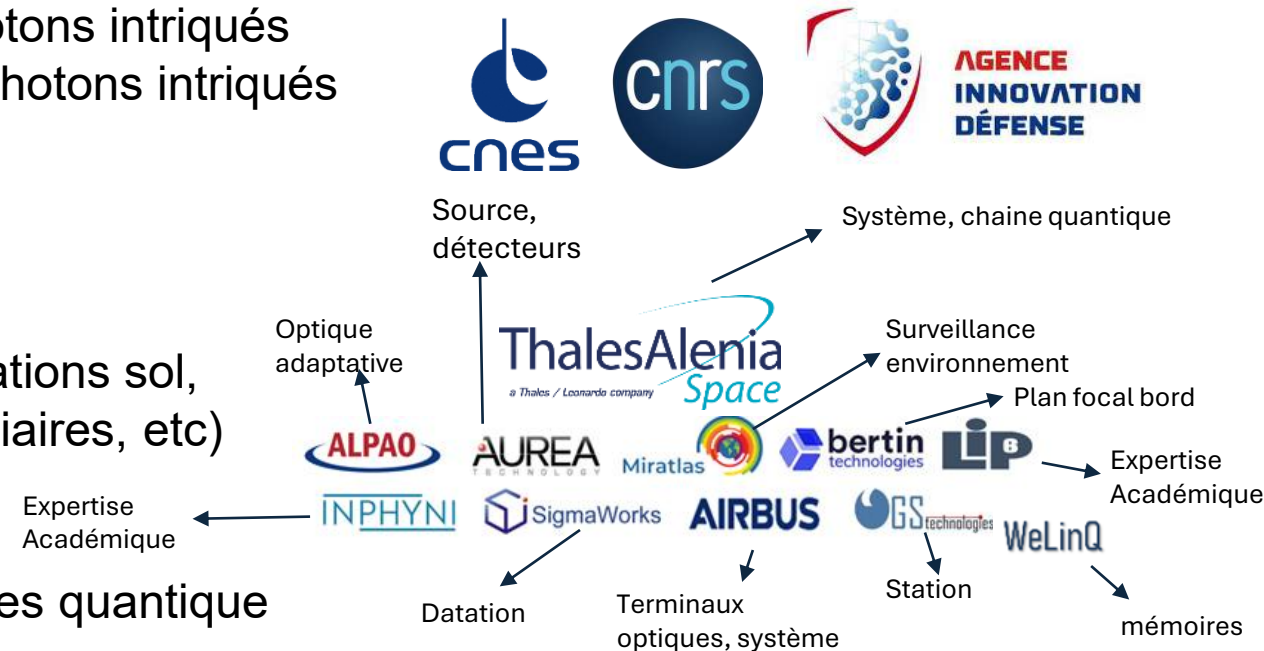 otons intriqués
hotons intriqués
cnes
cnrs
AGENCE
INNOVATION
DÉFENSE
Source,
détecteurs
Système, chaine quantique
Optique
adaptative
ThalesAlenia
a Thales / Leonardo company
Space
Surveillance
environnement
Plan focal bord
ations sol,
iaires, etc)
ALPAO
AUREA
TECHNOLOGY
Miratlas
bertin
technologies
LIP6
Expertise
Académique
Expertise
Académique
INPHYNI
SigmaWorks
AIRBUS
GS technologies
WeLinQ
es quantique
Datation
Terminaux
optiques, système
Station
mémoires